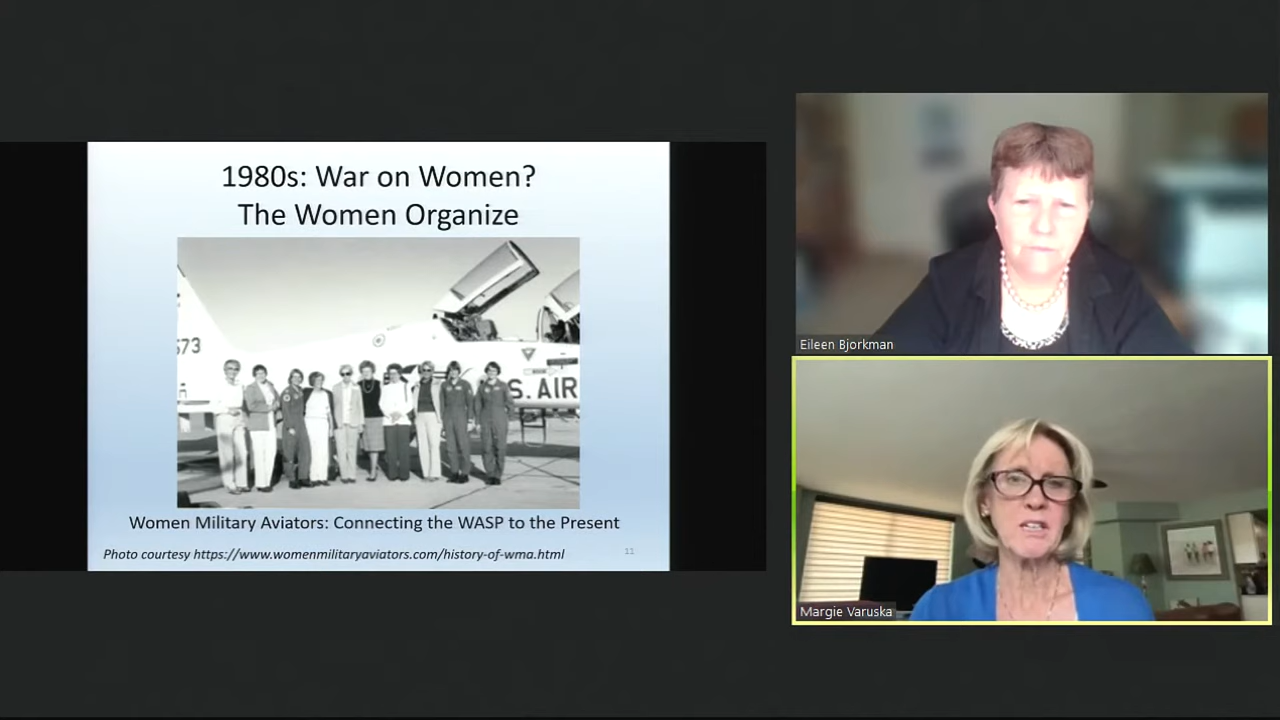 1980s: War on Women?
The Women Organize
573
S. AIR
Women Military Aviators: Connecting the WASP to the Present
Photo courtesy https://www.womenmilitaryaviators.com/history-of-wma.html
11
Eileen Bjorkman
Margie Varuska